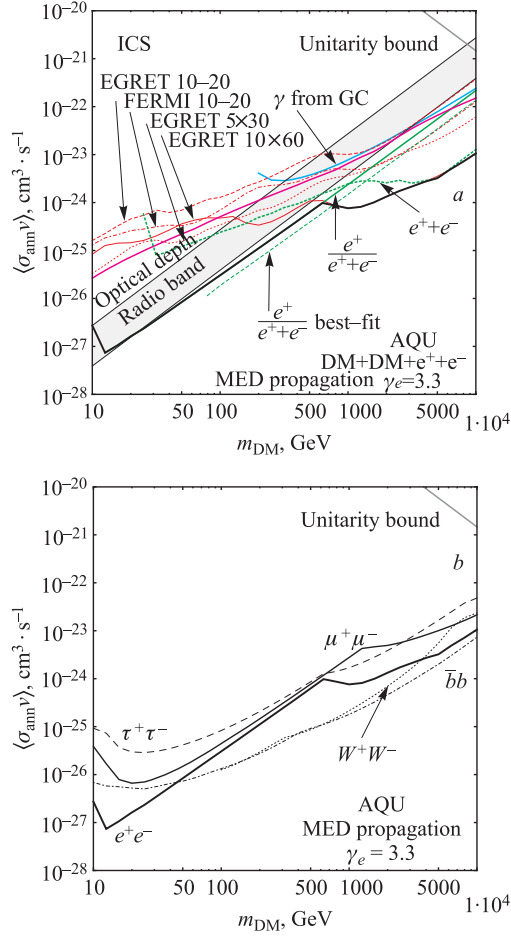 10⁻²⁰
ICS
Unitarity bound
10⁻²¹
EGRET 10–20
FERMI 10–20
EGRET 5×30
EGRET 10×60
γ from GC
10⁻²²
10⁻²³
10⁻²⁴
a
e⁺+e⁻
e⁺
e⁺+e⁻
10⁻²⁵
Optical depth
Radio band
10⁻²⁶
e⁺
e⁺+e⁻ best–fit
AQU
DM+DM+e⁺+e⁻
10⁻²⁷
MED propagation γₑ=3.3
10⁻²⁸
⟨σ_ann v⟩, cm³ · s⁻¹
10 50 100 500 1000 5000 1·10⁴
m_DM, GeV
10⁻²⁰
Unitarity bound
10⁻²¹
b
10⁻²²
10⁻²³
μ⁺μ⁻
10⁻²⁴
b̄b
10⁻²⁵
τ⁺τ⁻
W⁺W⁻
10⁻²⁶
AQU
10⁻²⁷
e⁺e⁻
MED propagation
γₑ = 3.3
10⁻²⁸
⟨σ_ann v⟩, cm³ · s⁻¹
10 50 100 500 1000 5000 1·10⁴
m_DM, GeV